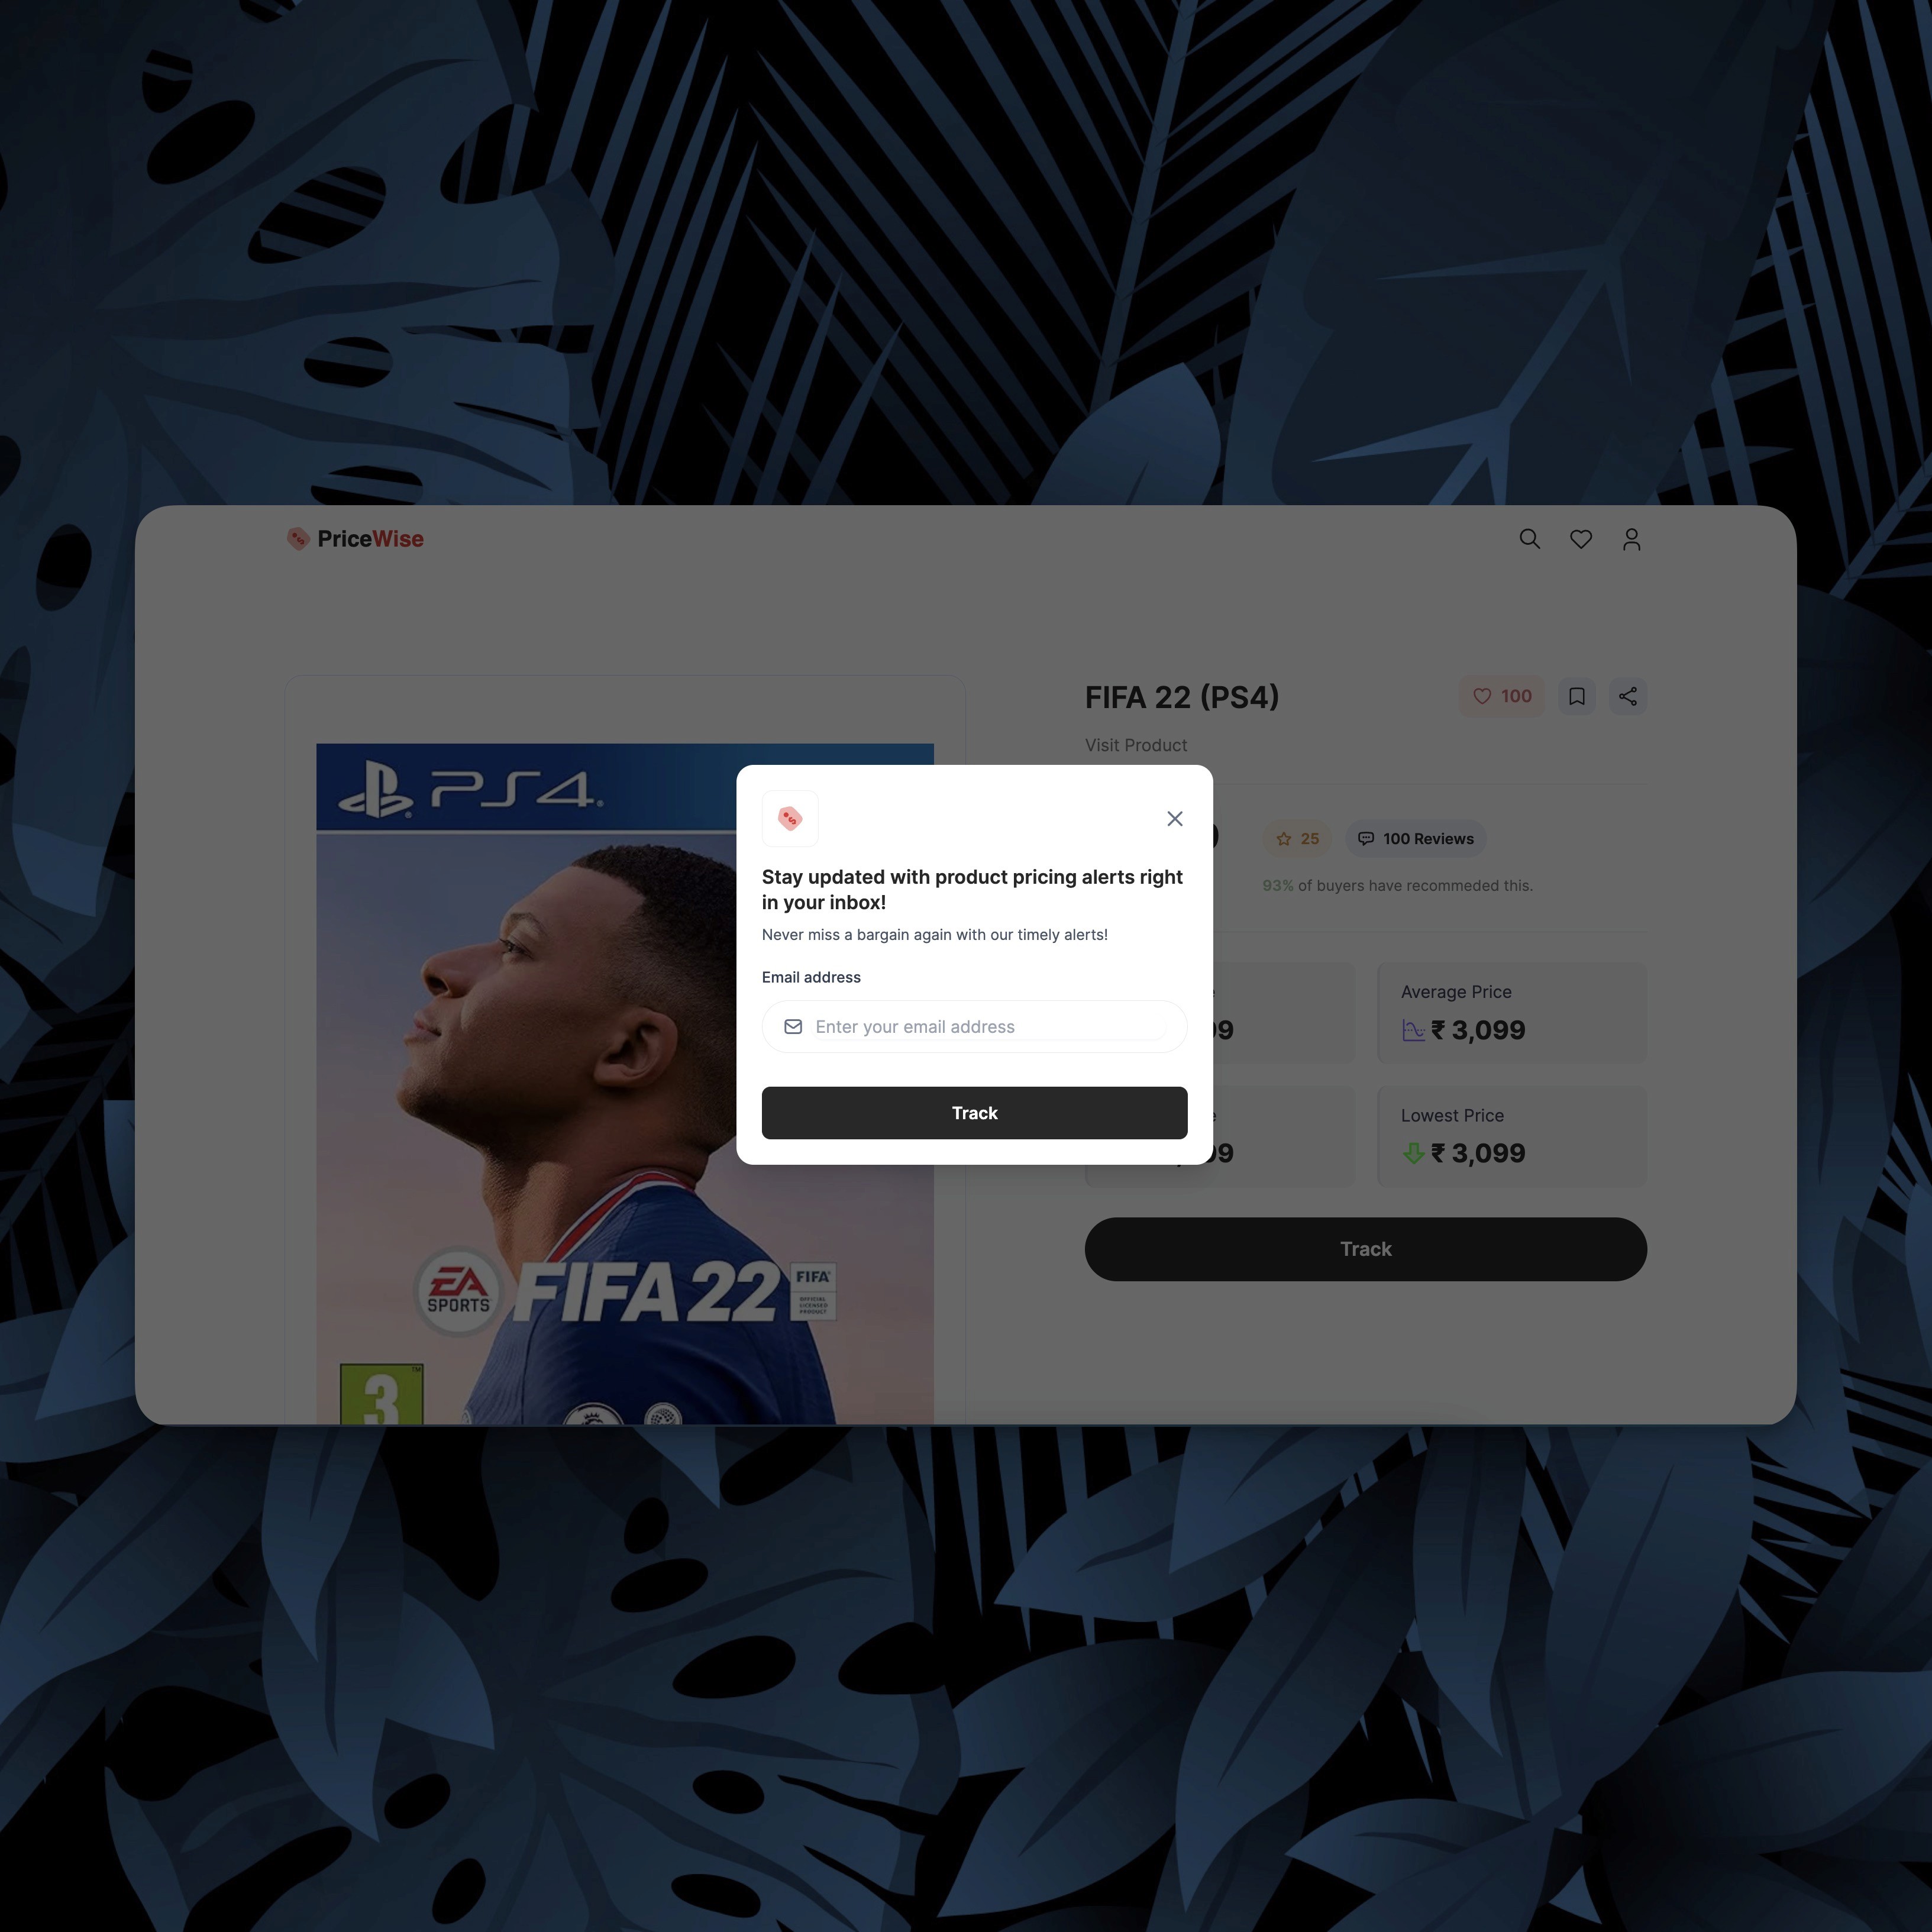 PriceWise
FIFA 22 (PS4)
100
Visit Product
PS4
25
100 Reviews
93% of buyers have recommeded this.
Stay updated with product pricing alerts right
in your inbox!
Never miss a bargain again with our timely alerts!
Email address
Enter your email address
Track
Average Price
₹ 3,099
Lowest Price
₹ 3,099
Track
EA
SPORTS
FIFA 22
FIFA
OFFICIAL
LICENSED
PRODUCT
3